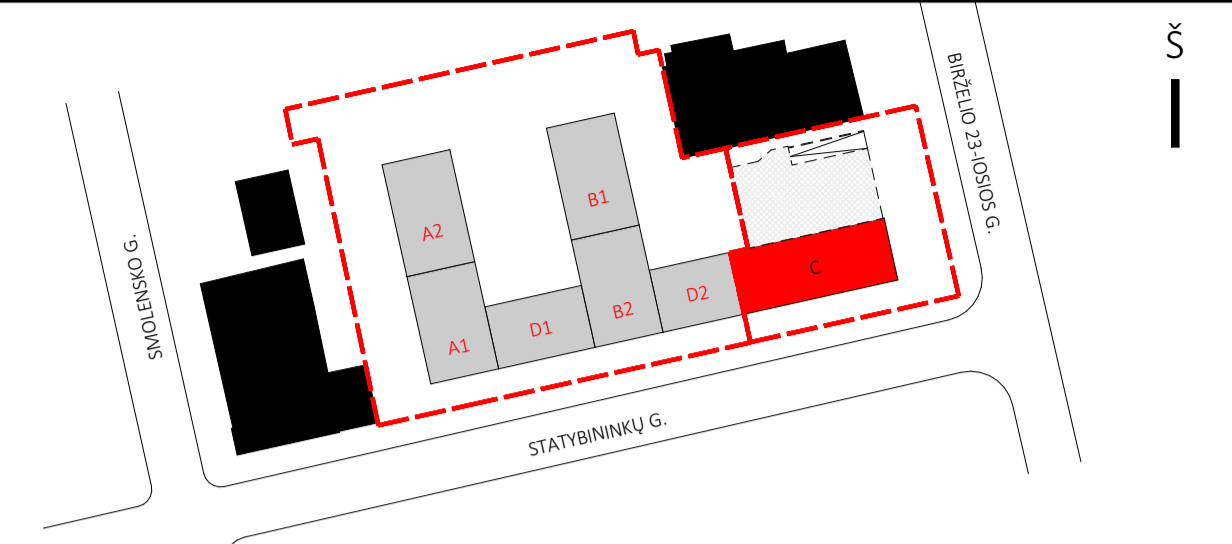 Š
BIRŽELIO 23-IOSIOS G.
B1
A2
SMOLENSKO G.
C
D2
B2
D1
A1
STATYBININKŲ G.